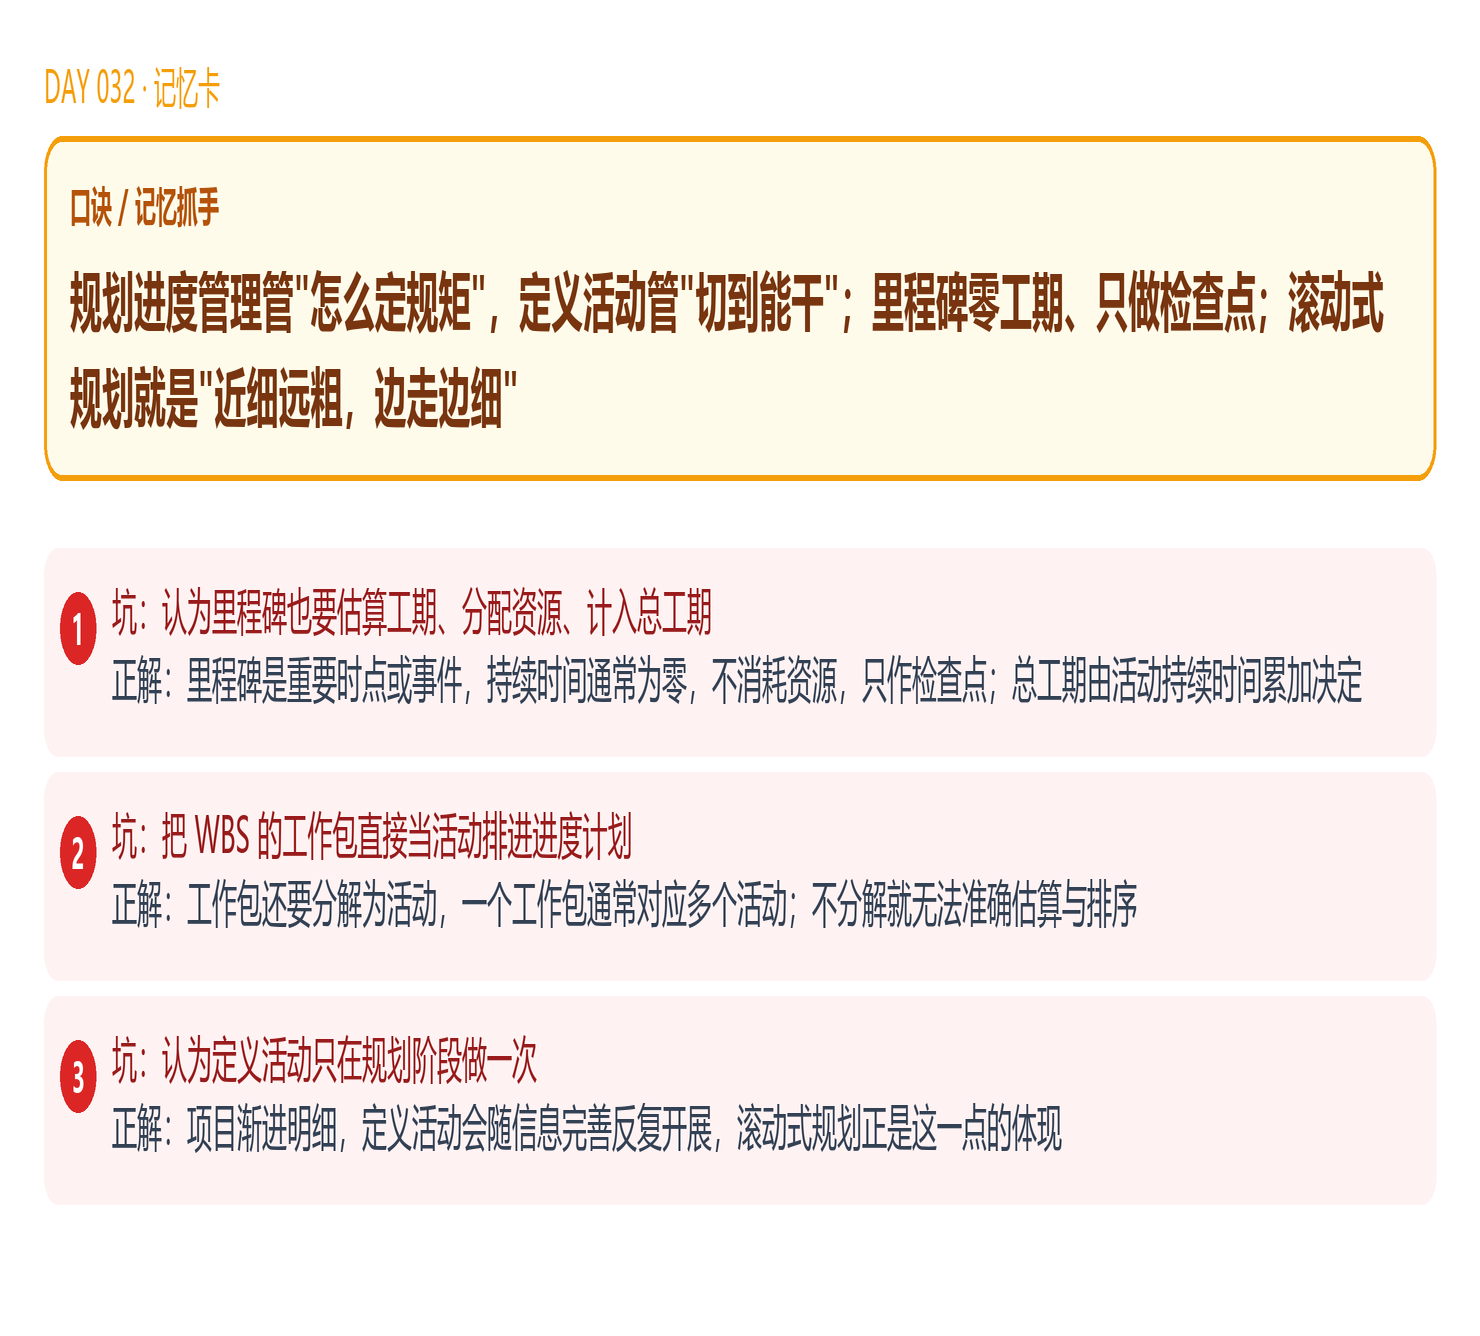 DAY 032 · 记忆卡
口诀 / 记忆抓手
规划进度管理管"怎么定规矩"，定义活动管"切到能干"；里程碑零工期、只做检查点；滚动式
规划就是"近细远粗，边走边细"
1
坑：认为里程碑也要估算工期、分配资源、计入总工期
正解：里程碑是重要时点或事件，持续时间通常为零，不消耗资源，只作检查点；总工期由活动持续时间累加决定
2
坑：把 WBS 的工作包直接当活动排进进度计划
正解：工作包还要分解为活动，一个工作包通常对应多个活动；不分解就无法准确估算与排序
3
坑：认为定义活动只在规划阶段做一次
正解：项目渐进明细，定义活动会随信息完善反复开展，滚动式规划正是这一点的体现